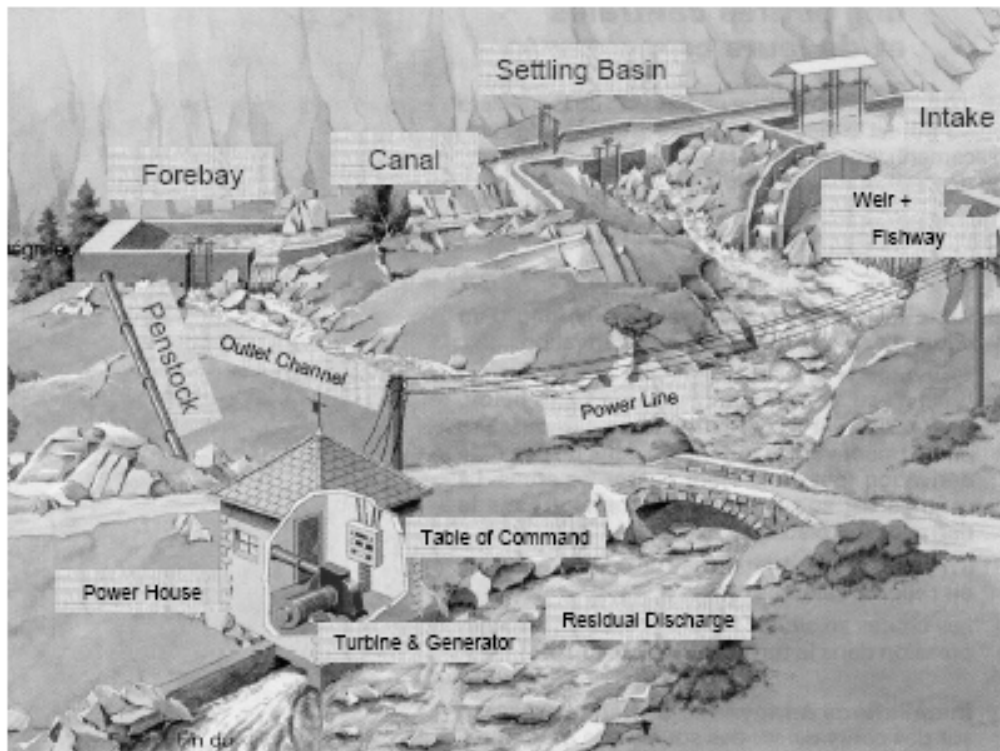 Settling Basin
Intake
Canal
Forebay
Weir +
Fishway
Penstock
Outlet Channel
Power Line
Table of Command
Power House
Residual Discharge
Turbine & Generator